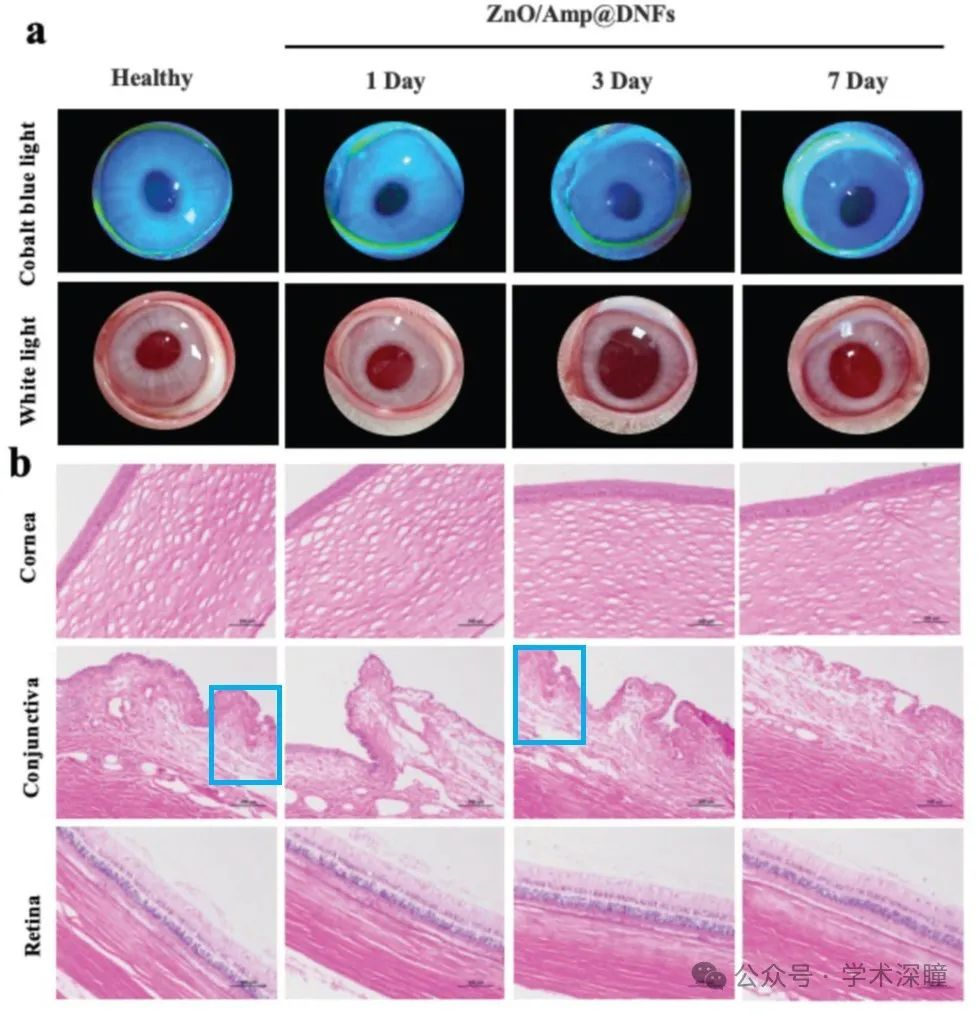 a
ZnO/Amp@DNFs
Healthy
1 Day
3 Day
7 Day
Cobalt blue light
White light
b
Cornea
Conjunctiva
Retina
公众号 · 学术深瞳